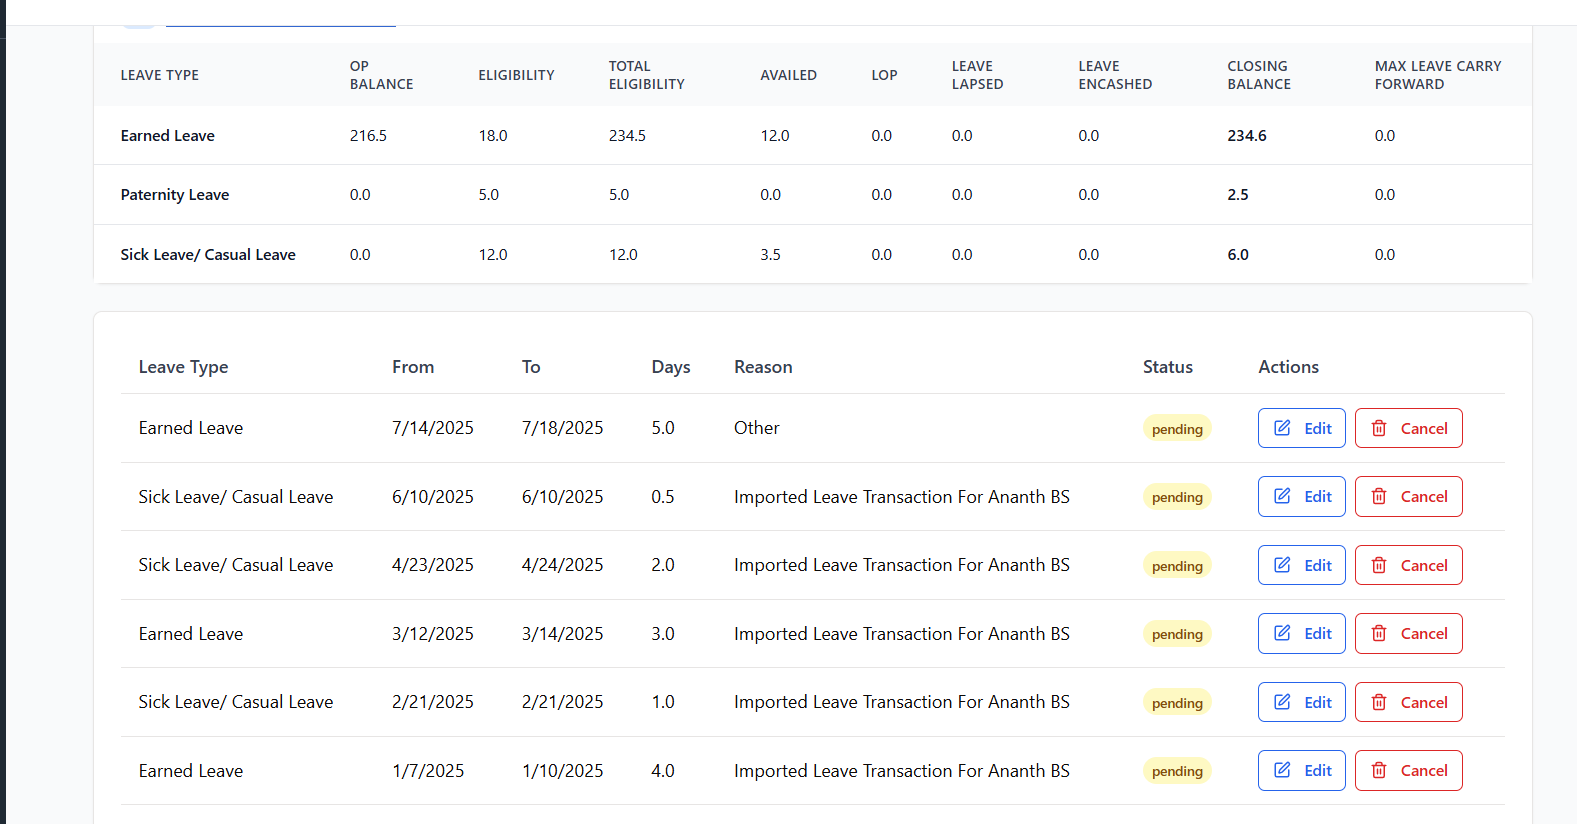 LEAVE TYPE OP BALANCE ELIGIBILITY TOTAL ELIGIBILITY AVAILED LOP LEAVE LAPSED LEAVE ENCASHED CLOSING BALANCE MAX LEAVE CARRY FORWARD
Earned Leave 216.5 18.0 234.5 12.0 0.0 0.0 0.0 234.6 0.0
Paternity Leave 0.0 5.0 5.0 0.0 0.0 0.0 0.0 2.5 0.0
Sick Leave/ Casual Leave 0.0 12.0 12.0 3.5 0.0 0.0 0.0 6.0 0.0
Leave Type From To Days Reason Status Actions
Earned Leave 7/14/2025 7/18/2025 5.0 Other pending Edit Cancel
Sick Leave/ Casual Leave 6/10/2025 6/10/2025 0.5 Imported Leave Transaction For Ananth BS pending Edit Cancel
Sick Leave/ Casual Leave 4/23/2025 4/24/2025 2.0 Imported Leave Transaction For Ananth BS pending Edit Cancel
Earned Leave 3/12/2025 3/14/2025 3.0 Imported Leave Transaction For Ananth BS pending Edit Cancel
Sick Leave/ Casual Leave 2/21/2025 2/21/2025 1.0 Imported Leave Transaction For Ananth BS pending Edit Cancel
Earned Leave 1/7/2025 1/10/2025 4.0 Imported Leave Transaction For Ananth BS pending Edit Cancel